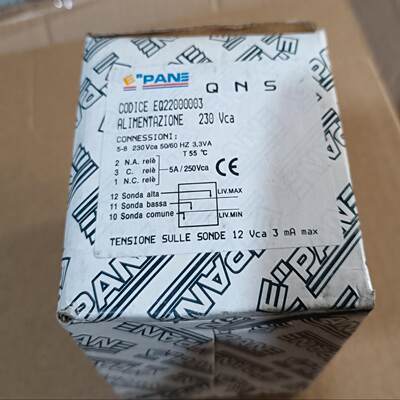 E"PANE
QNS
CODICE EQ22000003
ALIMENTAZIONE 230 Vca
CONNESSIONI:
5-8 230Vca 50/60 HZ 3,3VA
T 55 °C
2 N.A. relè
3 C. relè
1 N.C. relè
5A/250Vca
CE
12 Sonda alta
11 Sonda bassa
10 Sonda comune
LIV.MAX
LIV.MIN
TENSIONE SULLE SONDE 12 Vca 3 mA max